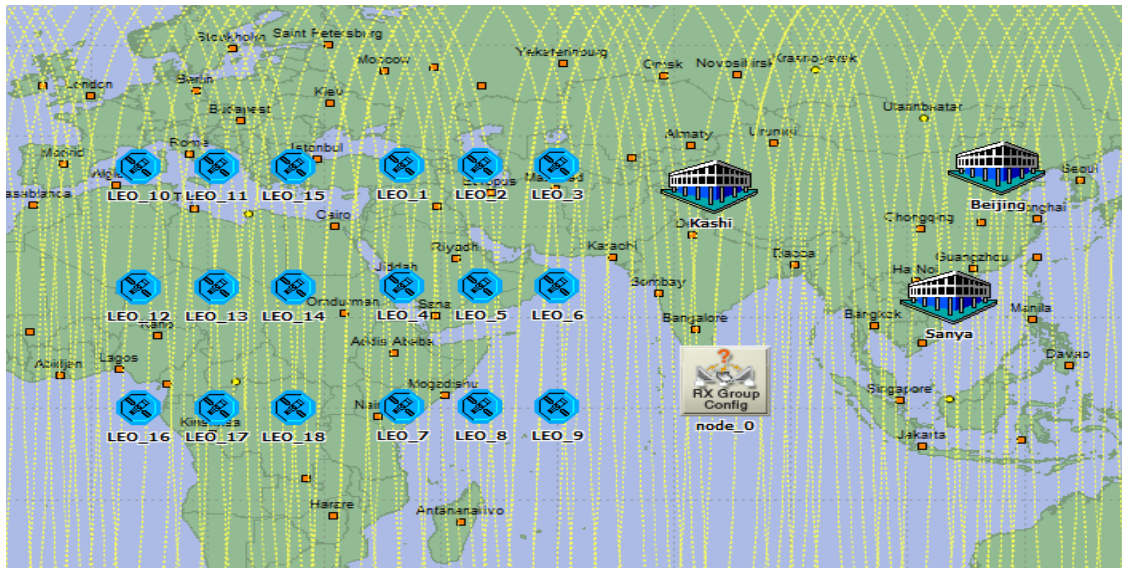 Stockholm Saint Petersburg
Moscow
Yekaterinburg
Omsk
Novosibirsk
Krasnoyarsk
London
Berlin
Kiev
Ulaanbaatar
Budapest
Madrid
Rome
Istanbul
Almaty
Urumqi
Seoul
LEO_10
LEO_11
LEO_15
LEO_1
LEO_2
LEO_3
Kashi
Beijing
Cairo
Chongqing
Riyadh
Karachi
Dacca
Guangzhou
Jiddah
Ha Noi
Bombay
LEO_12
LEO_13
LEO_14
Omdurman
LEO_4
Sana
LEO_5
LEO_6
Bangalore
Bangkok
Sanya
Manila
Kano
Addis Ababa
Abidjan
Lagos
Davao
?
RX Group
Config
node_0
Mogadishu
Singapore
LEO_16
LEO_17
LEO_18
LEO_7
LEO_8
LEO_9
Jakarta
Harare
Antananarivo